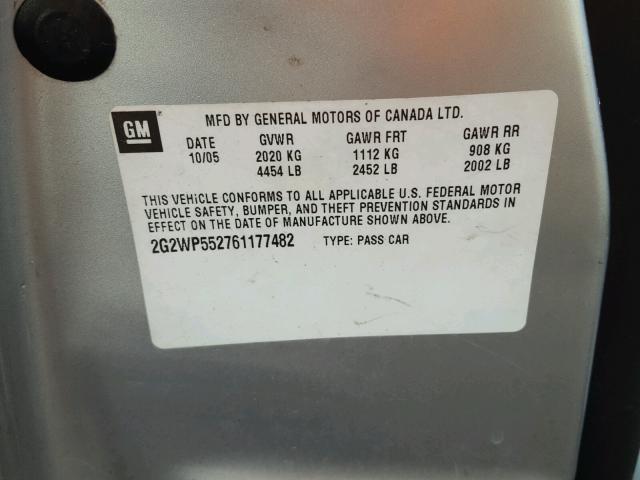 GM
MFD BY GENERAL MOTORS OF CANADA LTD.
DATE GVWR GAWR FRT GAWR RR
10/05 2020 KG 1112 KG 908 KG
4454 LB 2452 LB 2002 LB
THIS VEHICLE CONFORMS TO ALL APPLICABLE U.S. FEDERAL MOTOR
VEHICLE SAFETY, BUMPER, AND THEFT PREVENTION STANDARDS IN
EFFECT ON THE DATE OF MANUFACTURE SHOWN ABOVE.
2G2WP552761177482 TYPE: PASS CAR